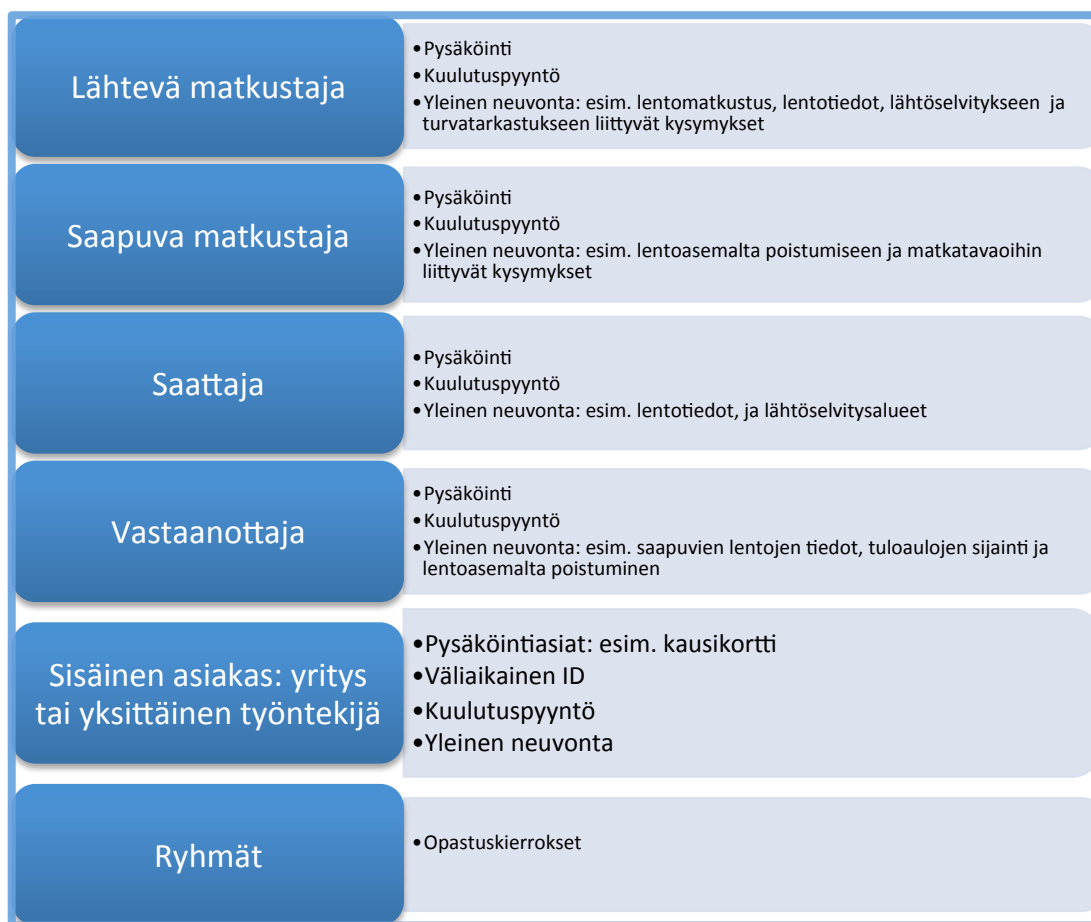 Lähtevä matkustaja
•Pysäköinti
•Kuulutuspyyntö
•Yleinen neuvonta: esim. lentomatkustus, lentotiedot, lähtöselvitykseen ja
turvatarkastukseen liittyvät kysymykset
Saapuva matkustaja
•Pysäköinti
•Kuulutuspyyntö
•Yleinen neuvonta: esim. lentoasemalta poistumiseen ja matkatavaoihin
liittyvät kysymykset
Saattaja
•Pysäköinti
•Kuulutuspyyntö
•Yleinen neuvonta: esim. lentotiedot, ja lähtöselvitysalueet
Vastaanottaja
•Pysäköinti
•Kuulutuspyyntö
•Yleinen neuvonta: esim. saapuvien lentojen tiedot, tuloaulojen sijainti ja
lentoasemalta poistuminen
Sisäinen asiakas: yritys
tai yksittäinen työntekijä
•Pysäköintiasiat: esim. kausikortti
•Väliaikainen ID
•Kuulutuspyyntö
•Yleinen neuvonta
Ryhmät
•Opastuskierrokset